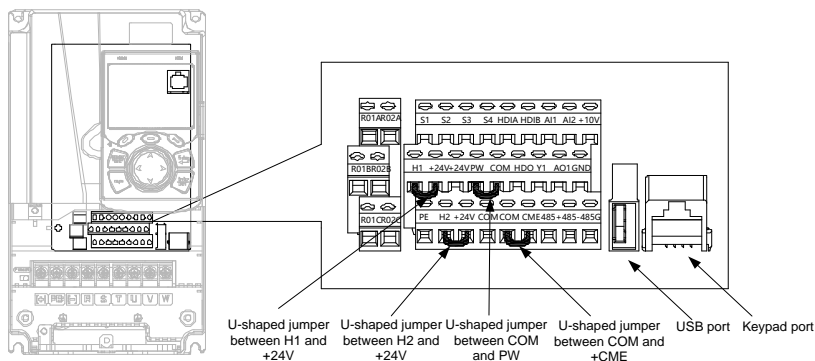 R01A R02A
S1 S2 S3 S4 HDIA HDIB AI1 AI2 +10V
R01B R02B
H1 +24V +24V PW COM HDO Y1 AO1 GND
R01C R02C
PE H2 +24V COM COM CME 485+ 485- 485G
(+) PB (-) R S T U V W
U-shaped jumper
between H1 and
+24V
U-shaped jumper
between H2 and
+24V
U-shaped jumper
between COM
and PW
U-shaped jumper
between COM and
+CME
USB port
Keypad port